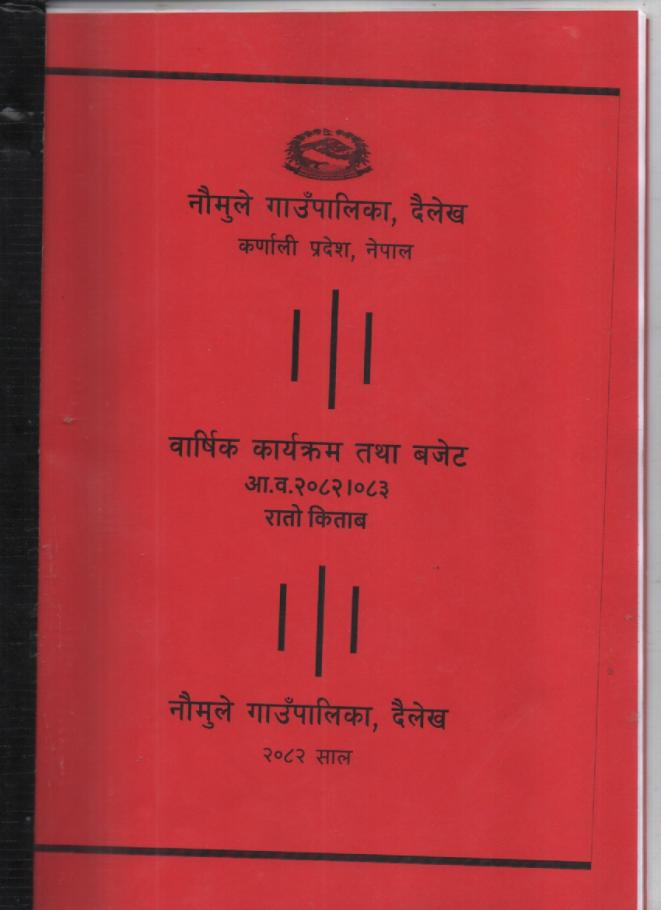 नौमुले गाउँपालिका, दैलेख
कर्णाली प्रदेश, नेपाल
वार्षिक कार्यक्रम तथा बजेट
आ.व.२०८२।०८३
रातो किताब
नौमुले गाउँपालिका, दैलेख
२०८२ साल